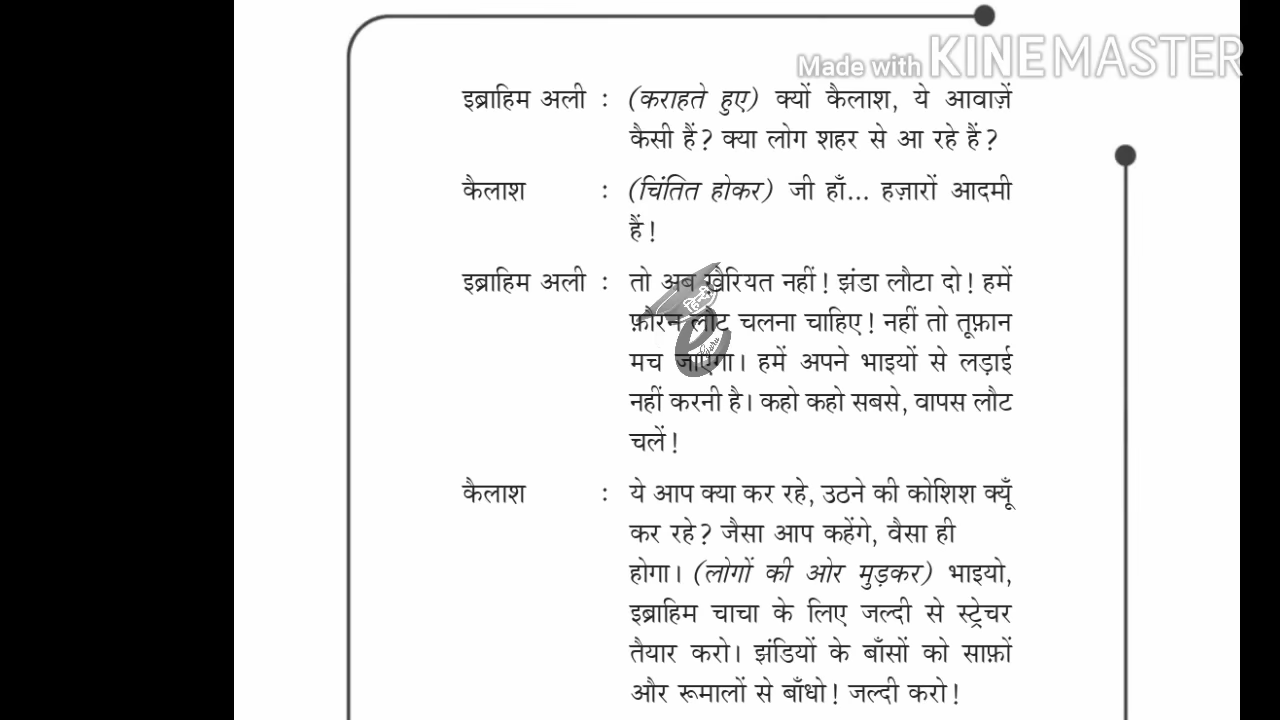 Made with KINEMASTER
इब्राहिम अली : (कराहते हुए) क्यों कैलाश, ये आवाज़ें
कैसी हैं? क्या लोग शहर से आ रहे हैं?
कैलाश : (चिंतित होकर) जी हाँ... हज़ारों आदमी
हैं!
इब्राहिम अली : तो अब ख़ैरियत नहीं! झंडा लौटा दो! हमें
फ़ौरन लौट चलना चाहिए! नहीं तो तूफ़ान
मच जाएगा। हमें अपने भाइयों से लड़ाई
नहीं करनी है। कहो कहो सबसे, वापस लौट
चलें!
कैलाश : ये आप क्या कर रहे, उठने की कोशिश क्यूँ
कर रहे? जैसा आप कहेंगे, वैसा ही
होगा। (लोगों की ओर मुड़कर) भाइयो,
इब्राहिम चाचा के लिए जल्दी से स्ट्रेचर
तैयार करो। झंडियों के बाँसों को साफ़ों
और रूमालों से बाँधो! जल्दी करो!
हिन्दी
e
Guru